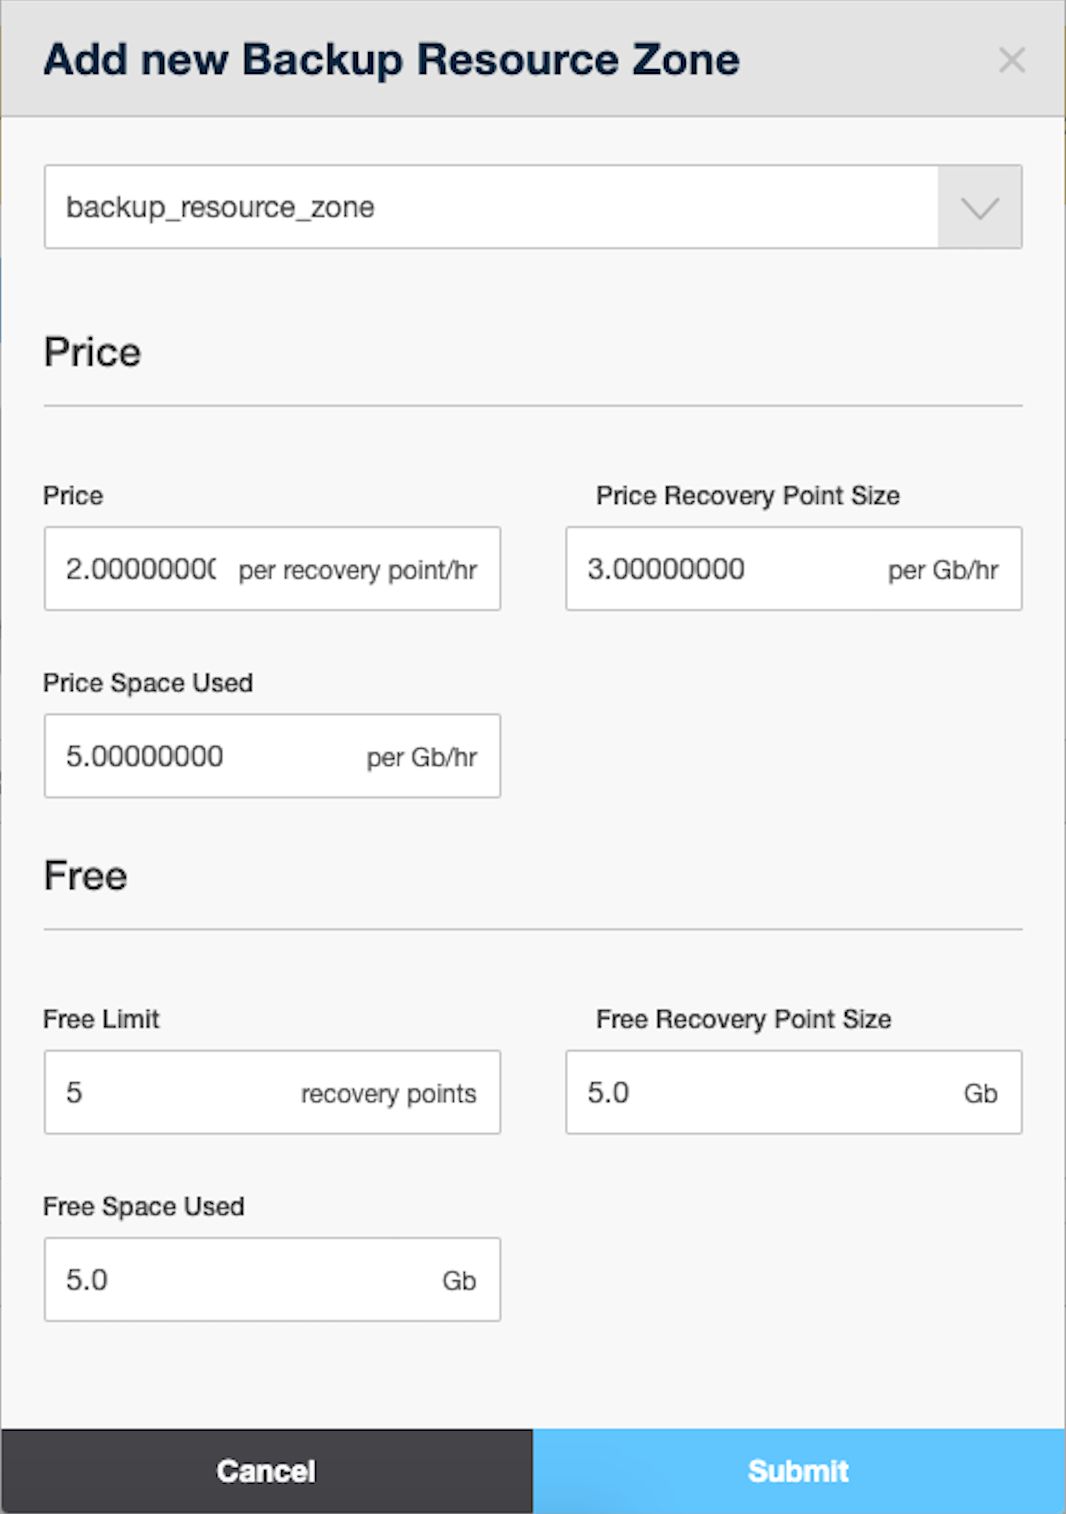 Add new Backup Resource Zone
backup_resource_zone
Price
Price
Price Recovery Point Size
2.0000000( per recovery point/hr
3.00000000 per Gb/hr
Price Space Used
5.00000000 per Gb/hr
Free
Free Limit
Free Recovery Point Size
5 recovery points
5.0 Gb
Free Space Used
5.0 Gb
Cancel
Submit